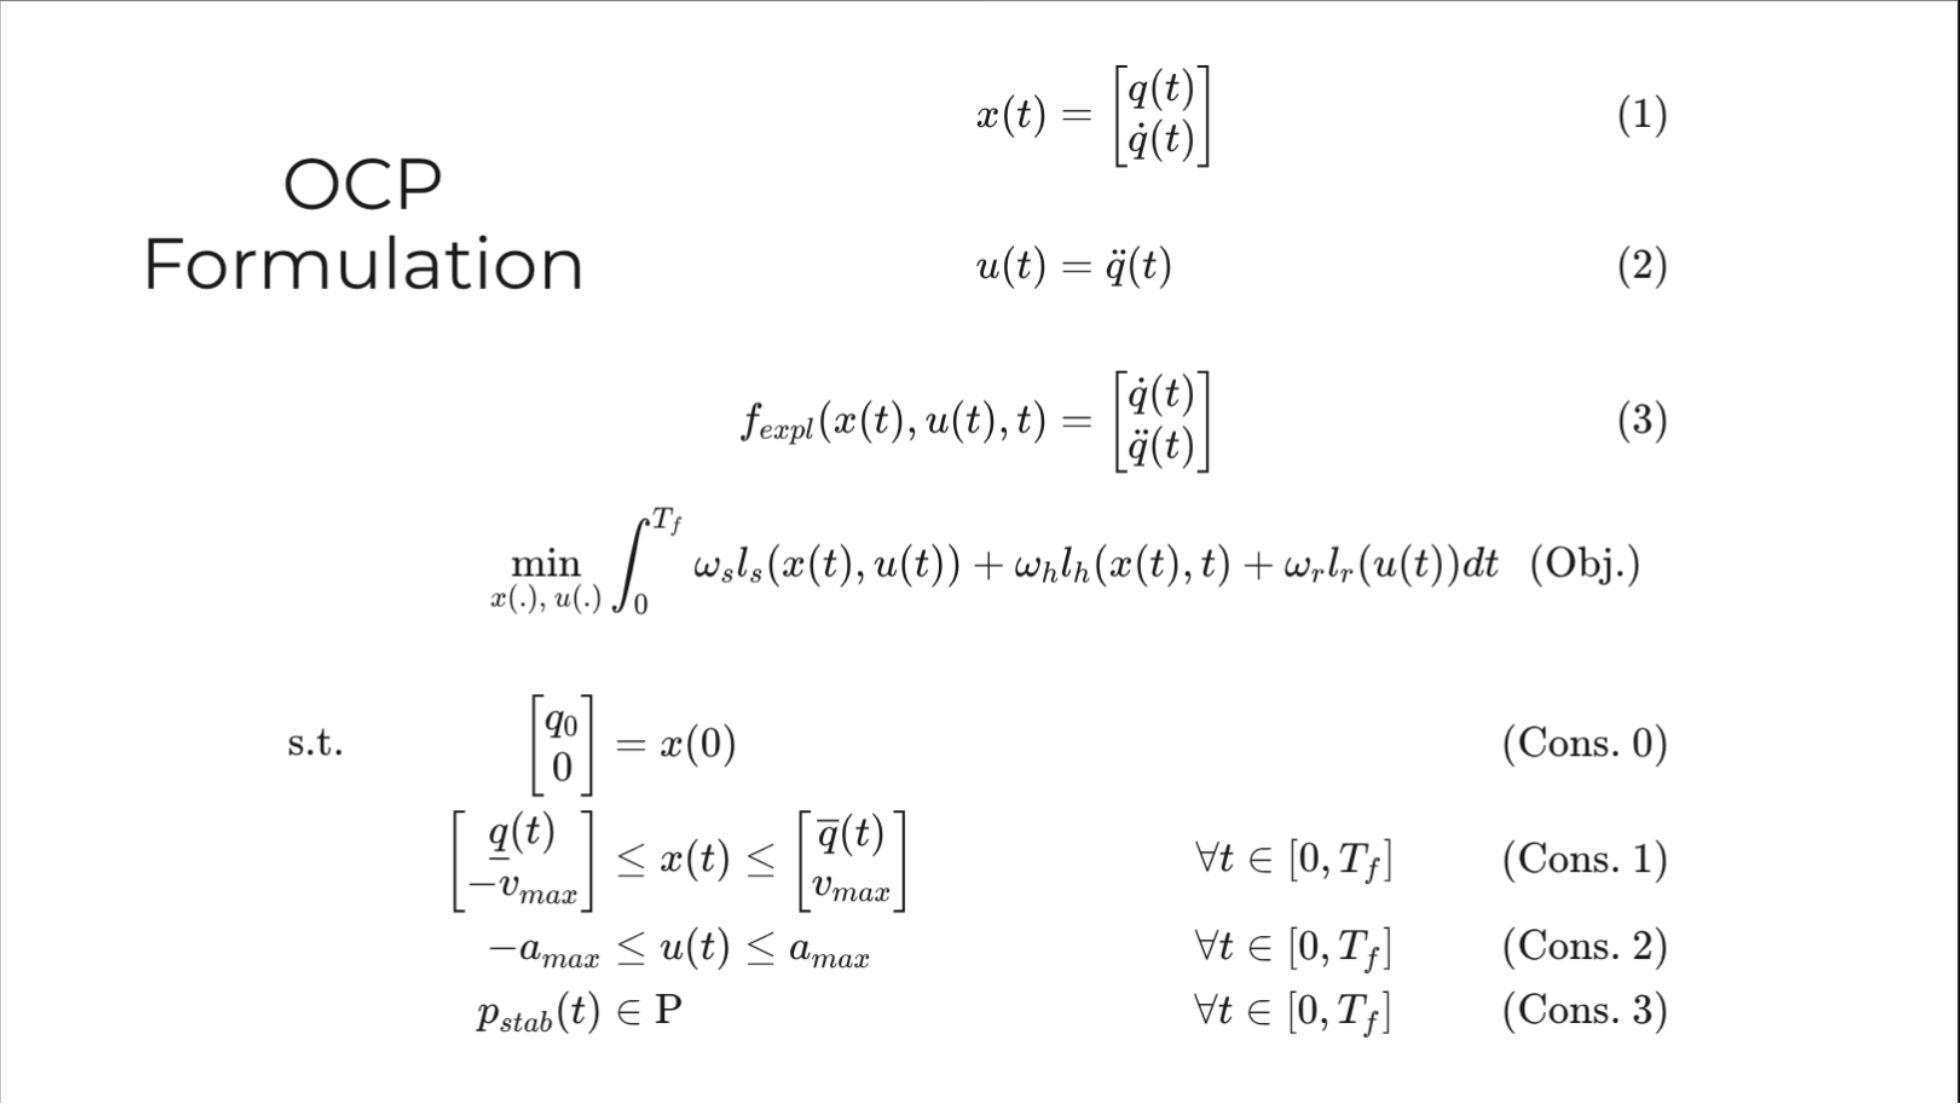 OCP
Formulation
x(t) = [q(t) q̇(t)] (1)
u(t) = q̈(t) (2)
f_expl(x(t), u(t), t) = [q̇(t) q̈(t)] (3)
min_{x(.), u(.)} ∫_0^{T_f} ω_s l_s(x(t), u(t)) + ω_h l_h(x(t), t) + ω_r l_r(u(t))dt (Obj.)
s.t. [q_0 0] = x(0) (Cons. 0)
[q̲(t) −v_max] ≤ x(t) ≤ [q̅(t) v_max] ∀t ∈ [0, T_f] (Cons. 1)
−a_max ≤ u(t) ≤ a_max ∀t ∈ [0, T_f] (Cons. 2)
p_stab(t) ∈ P ∀t ∈ [0, T_f] (Cons. 3)